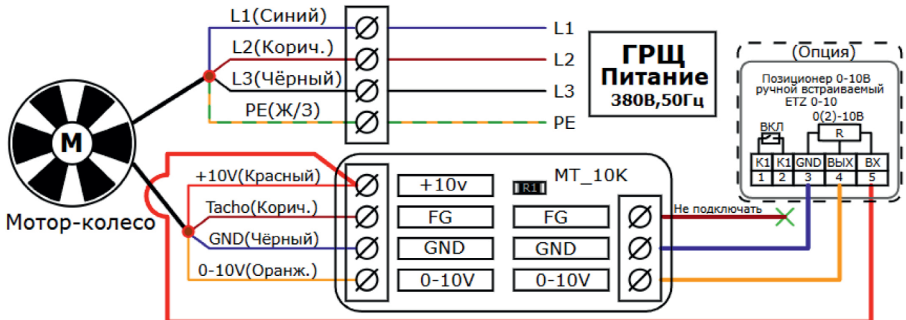 L1(Синий)
L2(Корич.)
L3(Чёрный)
PE(Ж/З)
L1
L2
L3
PE
ГРЩ
Питание
380В,50Гц
(Опция)
Позиционер 0-10В
ручной встраиваемый
ETZ 0-10
0(2)-10В
ВКЛ
R
К1 К1 GND ВЫХ ВХ
1 2 3 4 5
М
Мотор-колесо
+10V(Красный)
Tacho(Корич.)
GND(Чёрный)
0-10V(Оранж.)
+10v
R1
MT_10K
FG
FG
GND
GND
0-10V
0-10V
Не подключать